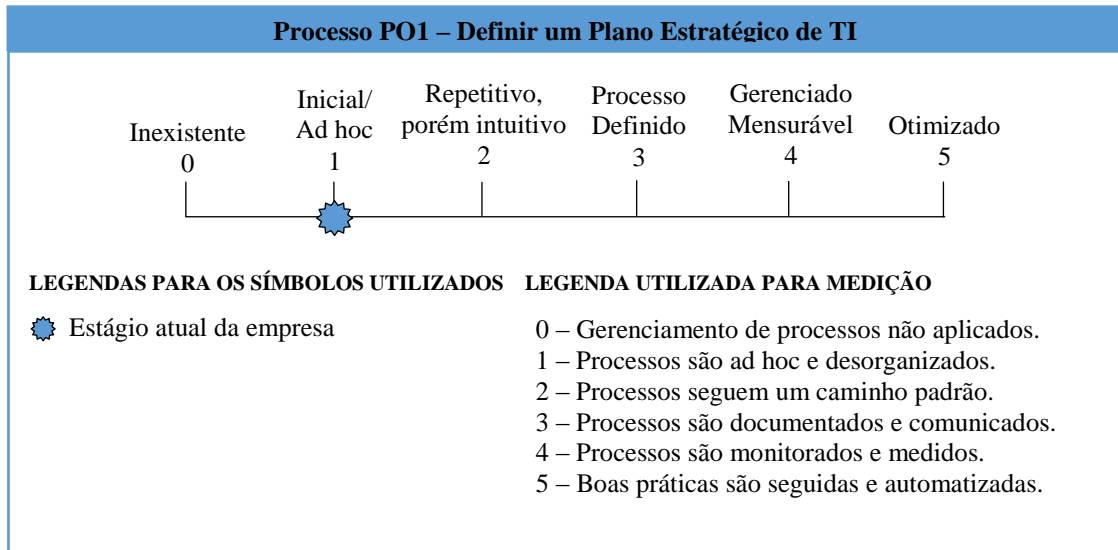 Processo PO1 – Definir um Plano Estratégico de TI
Inexistente
0
Inicial/
Ad hoc
1
Repetitivo,
porém intuitivo
2
Processo
Definido
3
Gerenciado
Mensurável
4
Otimizado
5
LEGENDAS PARA OS SÍMBOLOS UTILIZADOS
Estágio atual da empresa
LEGENDA UTILIZADA PARA MEDIÇÃO
0 – Gerenciamento de processos não aplicados.
1 – Processos são ad hoc e desorganizados.
2 – Processos seguem um caminho padrão.
3 – Processos são documentados e comunicados.
4 – Processos são monitorados e medidos.
5 – Boas práticas são seguidas e automatizadas.